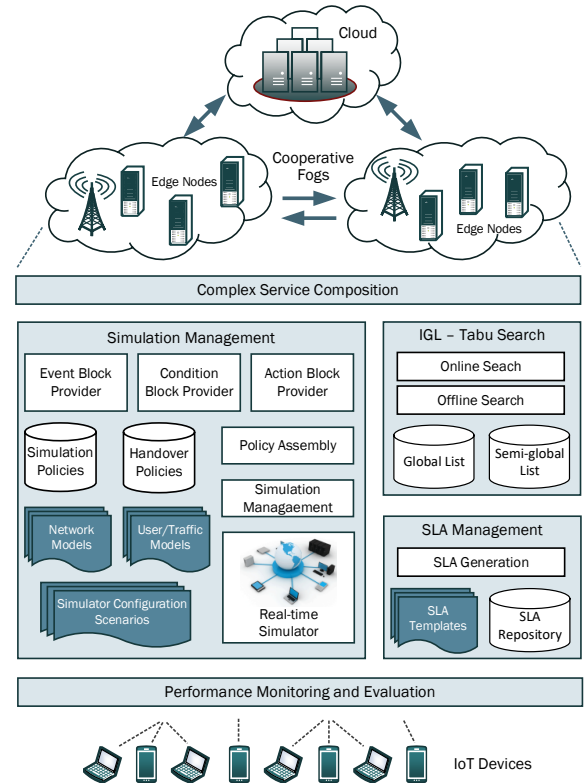 Cloud
Cooperative
Fogs
Edge Nodes
Edge Nodes
Complex Service Composition
Simulation Management
Event Block
Provider
Condition
Block Provider
Action Block
Provider
Simulation
Policies
Handover
Policies
Policy Assembly
Simulation
Managaement
Network
Models
User/Traffic
Models
Simulator Configuration
Scenarios
Real-time
Simulator
IGL – Tabu Search
Online Seach
Offline Search
Global List
Semi-global
List
SLA Management
SLA Generation
SLA
Templates
SLA
Repository
Performance Monitoring and Evaluation
IoT Devices